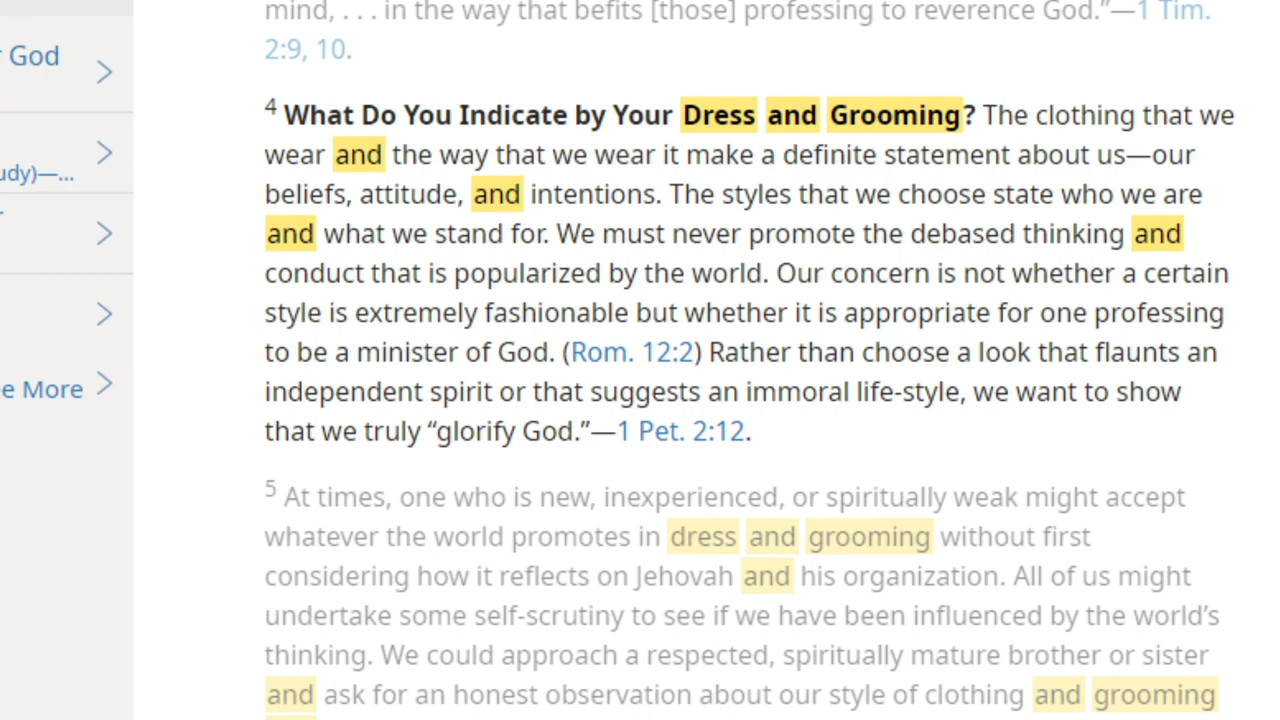 mind, . . . in the way that befits [those] professing to reverence God.”—1 Tim.
2:9, 10.
God
4 What Do You Indicate by Your Dress and Grooming? The clothing that we
wear and the way that we wear it make a definite statement about us—our
udy)—...
beliefs, attitude, and intentions. The styles that we choose state who we are
and what we stand for. We must never promote the debased thinking and
conduct that is popularized by the world. Our concern is not whether a certain
style is extremely fashionable but whether it is appropriate for one professing
to be a minister of God. (Rom. 12:2) Rather than choose a look that flaunts an
e More
independent spirit or that suggests an immoral life-style, we want to show
that we truly “glorify God.”—1 Pet. 2:12.
5 At times, one who is new, inexperienced, or spiritually weak might accept
whatever the world promotes in dress and grooming without first
considering how it reflects on Jehovah and his organization. All of us might
undertake some self-scrutiny to see if we have been influenced by the world’s
thinking. We could approach a respected, spiritually mature brother or sister
and ask for an honest observation about our style of clothing and grooming